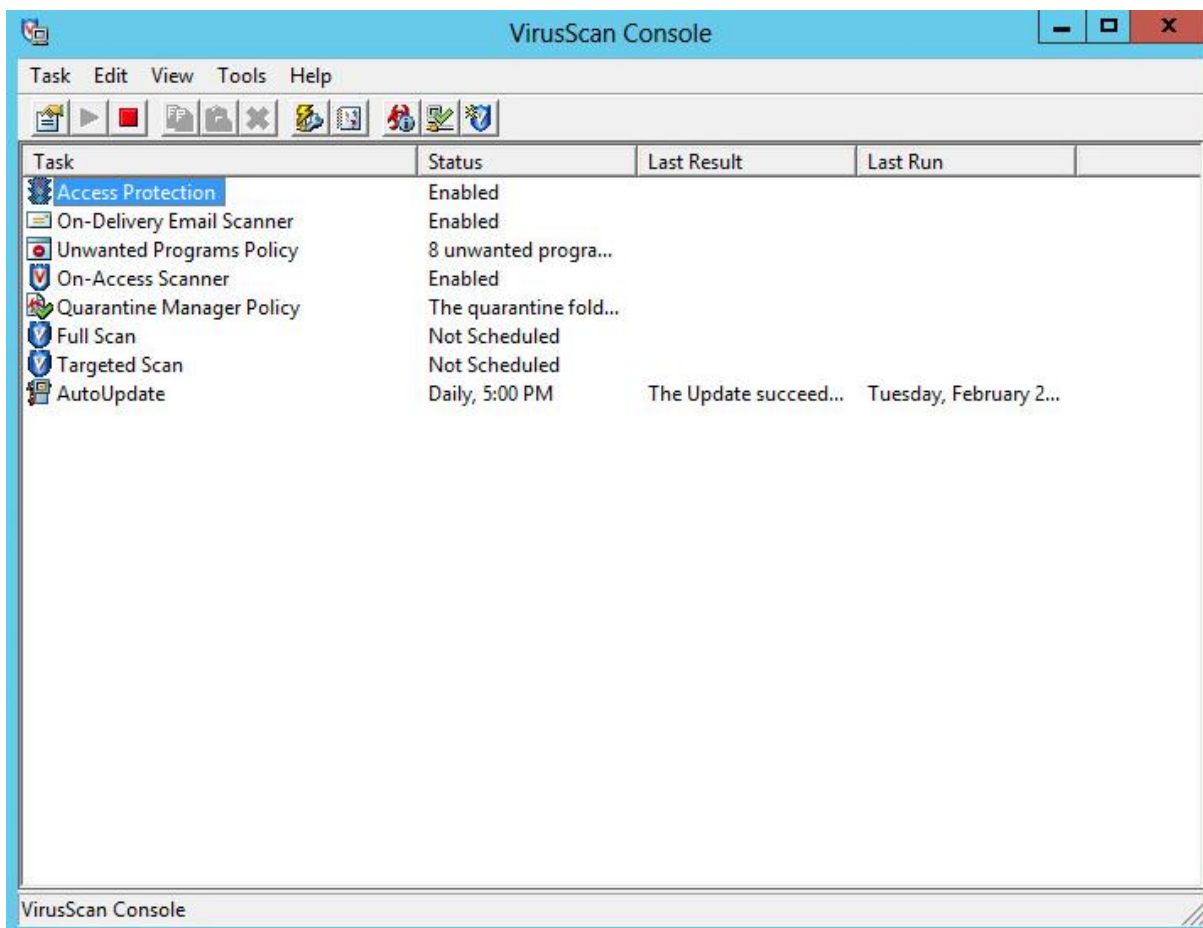 VirusScan Console
Task Edit View Tools Help
Task Status Last Result Last Run
Access Protection Enabled
On-Delivery Email Scanner Enabled
Unwanted Programs Policy 8 unwanted progra...
On-Access Scanner Enabled
Quarantine Manager Policy The quarantine fold...
Full Scan Not Scheduled
Targeted Scan Not Scheduled
AutoUpdate Daily, 5:00 PM The Update succeed... Tuesday, February 2...
VirusScan Console